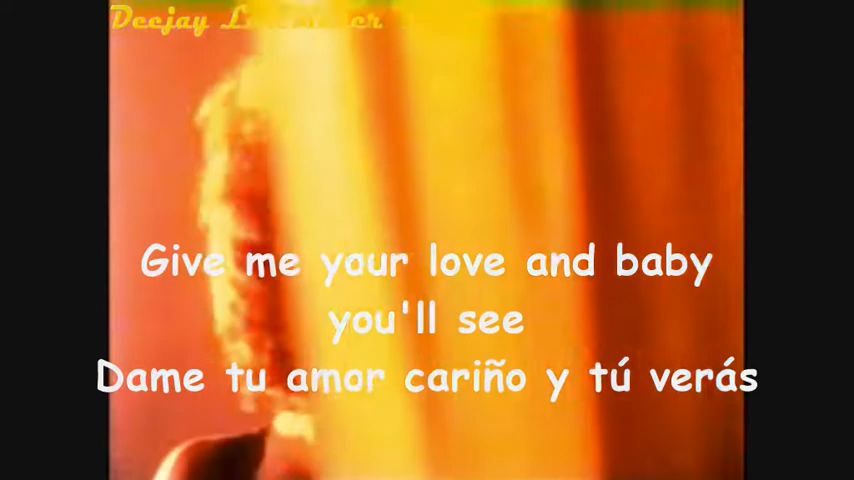 Deejay
Give me your love and baby
you'll see
Dame tu amor cariño y tú verás